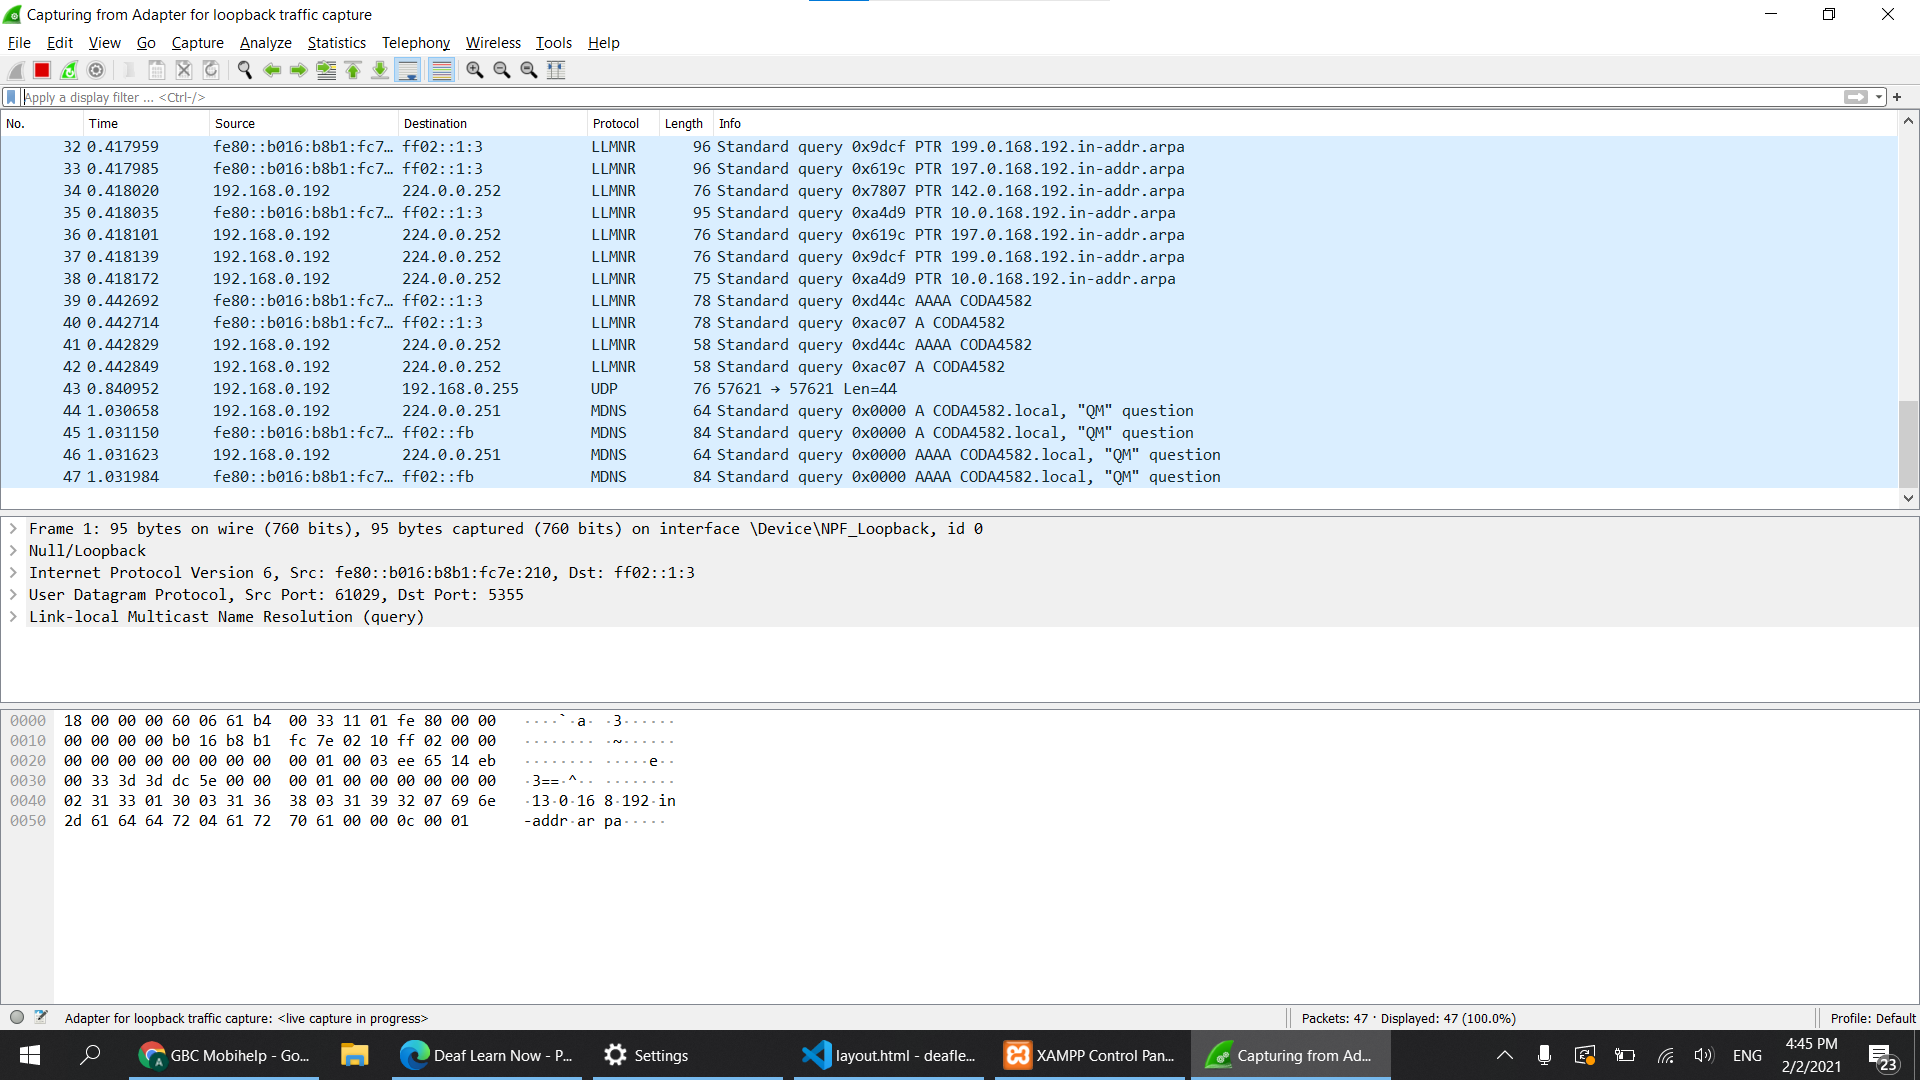 Capturing from Adapter for loopback traffic capture
File Edit View Go Capture Analyze Statistics Telephony Wireless Tools Help
Apply a display filter ... <Ctrl-/>
No. Time Source Destination Protocol Length Info
32 0.417959 fe80::b016:b8b1:fc7… ff02::1:3 LLMNR 96 Standard query 0x9dcf PTR 199.0.168.192.in-addr.arpa
33 0.417985 fe80::b016:b8b1:fc7… ff02::1:3 LLMNR 96 Standard query 0x619c PTR 197.0.168.192.in-addr.arpa
34 0.418020 192.168.0.192 224.0.0.252 LLMNR 76 Standard query 0x7807 PTR 142.0.168.192.in-addr.arpa
35 0.418035 fe80::b016:b8b1:fc7… ff02::1:3 LLMNR 95 Standard query 0xa4d9 PTR 10.0.168.192.in-addr.arpa
36 0.418101 192.168.0.192 224.0.0.252 LLMNR 76 Standard query 0x619c PTR 197.0.168.192.in-addr.arpa
37 0.418139 192.168.0.192 224.0.0.252 LLMNR 76 Standard query 0x9dcf PTR 199.0.168.192.in-addr.arpa
38 0.418172 192.168.0.192 224.0.0.252 LLMNR 75 Standard query 0xa4d9 PTR 10.0.168.192.in-addr.arpa
39 0.442692 fe80::b016:b8b1:fc7… ff02::1:3 LLMNR 78 Standard query 0xd44c AAAA CODA4582
40 0.442714 fe80::b016:b8b1:fc7… ff02::1:3 LLMNR 78 Standard query 0xac07 A CODA4582
41 0.442829 192.168.0.192 224.0.0.252 LLMNR 58 Standard query 0xd44c AAAA CODA4582
42 0.442849 192.168.0.192 224.0.0.252 LLMNR 58 Standard query 0xac07 A CODA4582
43 0.840952 192.168.0.192 192.168.0.255 UDP 76 57621 → 57621 Len=44
44 1.030658 192.168.0.192 224.0.0.251 MDNS 64 Standard query 0x0000 A CODA4582.local, "QM" question
45 1.031150 fe80::b016:b8b1:fc7… ff02::fb MDNS 84 Standard query 0x0000 A CODA4582.local, "QM" question
46 1.031623 192.168.0.192 224.0.0.251 MDNS 64 Standard query 0x0000 AAAA CODA4582.local, "QM" question
47 1.031984 fe80::b016:b8b1:fc7… ff02::fb MDNS 84 Standard query 0x0000 AAAA CODA4582.local, "QM" question
Frame 1: 95 bytes on wire (760 bits), 95 bytes captured (760 bits) on interface \Device\NPF_Loopback, id 0
Null/Loopback
Internet Protocol Version 6, Src: fe80::b016:b8b1:fc7e:210, Dst: ff02::1:3
User Datagram Protocol, Src Port: 61029, Dst Port: 5355
Link-local Multicast Name Resolution (query)
0000 18 00 00 00 60 06 61 b4 00 33 11 01 fe 80 00 00 ····`·a· ·3······
0010 00 00 00 00 b0 16 b8 b1 fc 7e 02 10 ff 02 00 00 ········ ·~······
0020 00 00 00 00 00 00 00 00 00 01 00 03 ee 65 14 eb ········ ·····e··
0030 00 33 3d 3d dc 5e 00 00 00 01 00 00 00 00 00 00 ·3==·^·· ········
0040 02 31 33 01 30 03 31 36 38 03 31 39 32 07 69 6e ·13·0·16 8·192·in
0050 2d 61 64 64 72 04 61 72 70 61 00 00 0c 00 01 -addr·ar pa·····
Adapter for loopback traffic capture: <live capture in progress> Packets: 47 · Displayed: 47 (100.0%) Profile: Default
GBC Mobihelp - Go... Deaf Learn Now - P... Settings layout.html - deafle... XAMPP Control Pan... Capturing from Ad... ENG 4:45 PM
2/2/2021 23